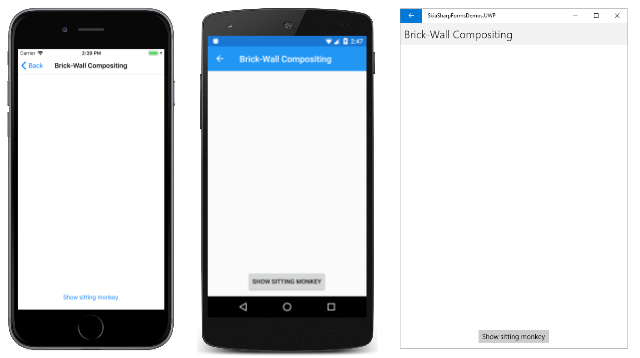 Carrier 2:39 PM
Back Brick-Wall Compositing
Show sitting monkey
2:47
Brick-Wall Compositing
SHOW SITTING MONKEY
SkiaSharpFormsDemos.UWP
Brick-Wall Compositing
Show sitting monkey